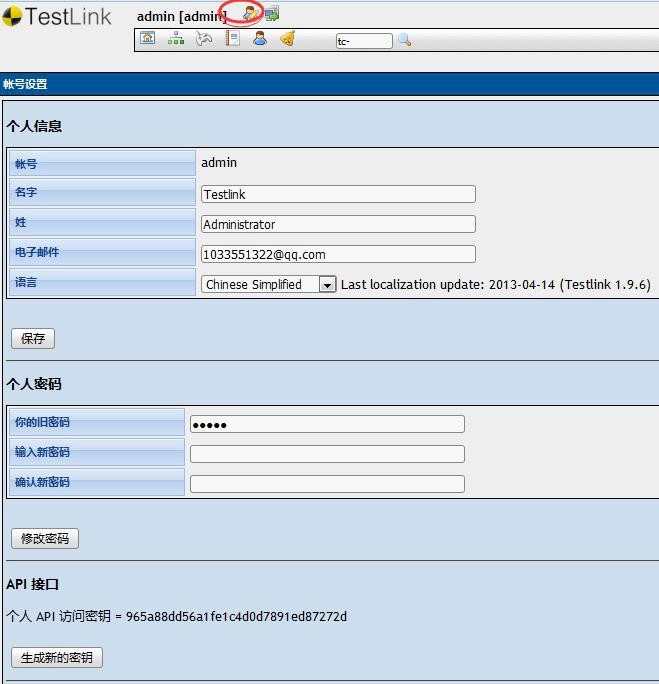 TestLink
admin [admin]
tc-
帐号设置
个人信息
帐号 admin
名字 Testlink
姓 Administrator
电子邮件 1033551322@qq.com
语言 Chinese Simplified Last localization update: 2013-04-14 (Testlink 1.9.6)
保存
个人密码
你的旧密码 •••••
输入新密码
确认新密码
修改密码
API 接口
个人 API 访问密钥 = 965a88dd56a1fe1c4d0d7891ed87272d
生成新的密钥